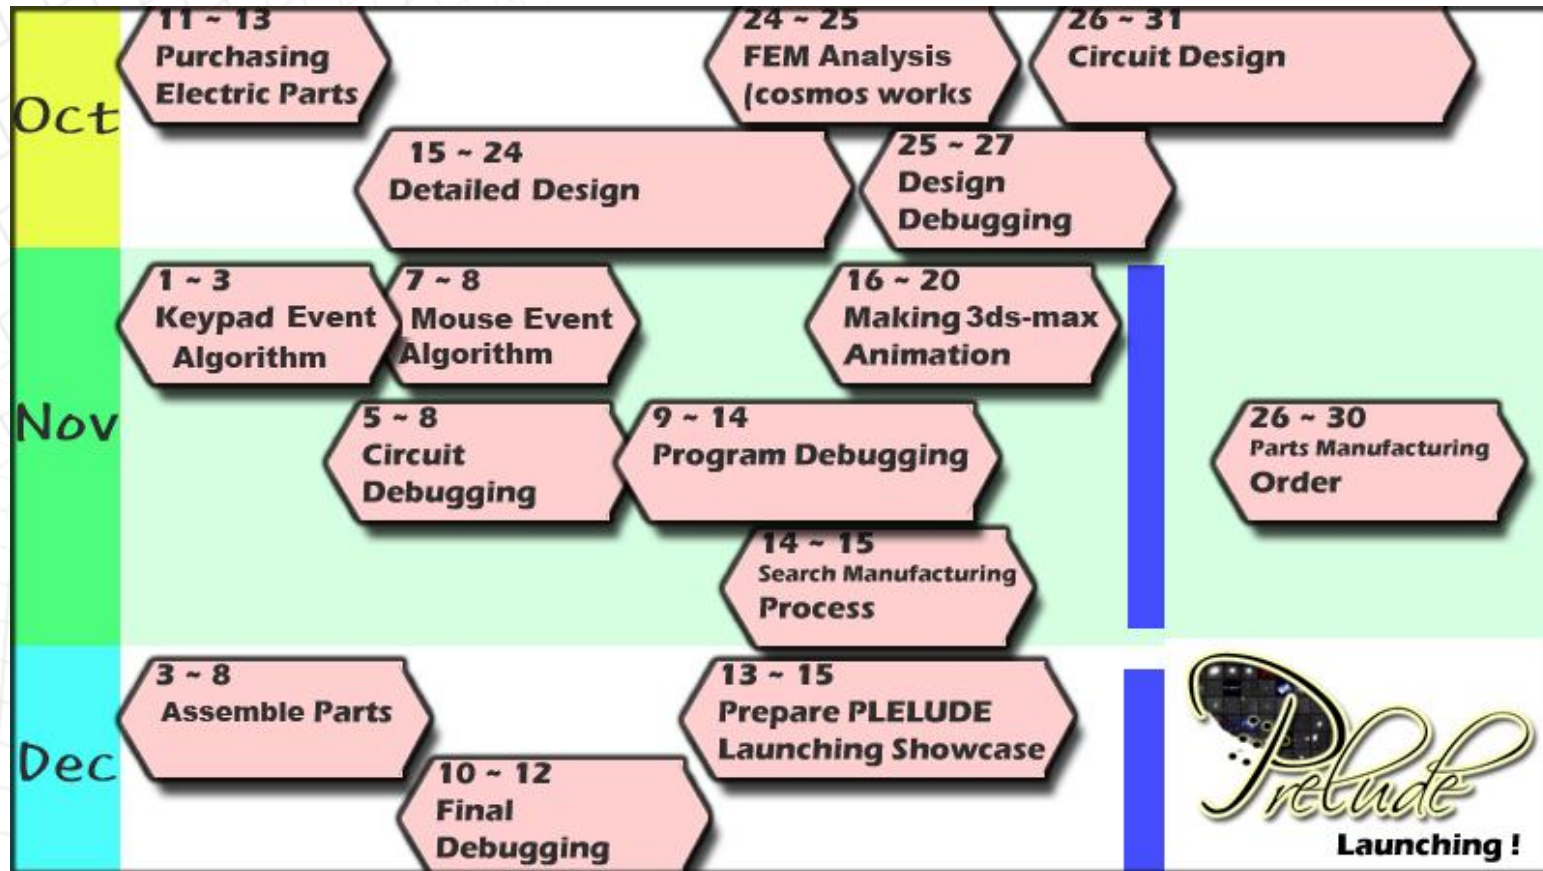 Oct
11 ~ 13
Purchasing
Electric Parts
24 ~ 25
FEM Analysis
(cosmos works
26 ~ 31
Circuit Design
15 ~ 24
Detailed Design
25 ~ 27
Design
Debugging
Nov
1 ~ 3
Keypad Event
Algorithm
7 ~ 8
Mouse Event
Algorithm
16 ~ 20
Making 3ds-max
Animation
5 ~ 8
Circuit
Debugging
9 ~ 14
Program Debugging
26 ~ 30
Parts Manufacturing
Order
14 ~ 15
Search Manufacturing
Process
Dec
3 ~ 8
Assemble Parts
13 ~ 15
Prepare PLELUDE
Launching Showcase
10 ~ 12
Final
Debugging
Prelude
Launching !